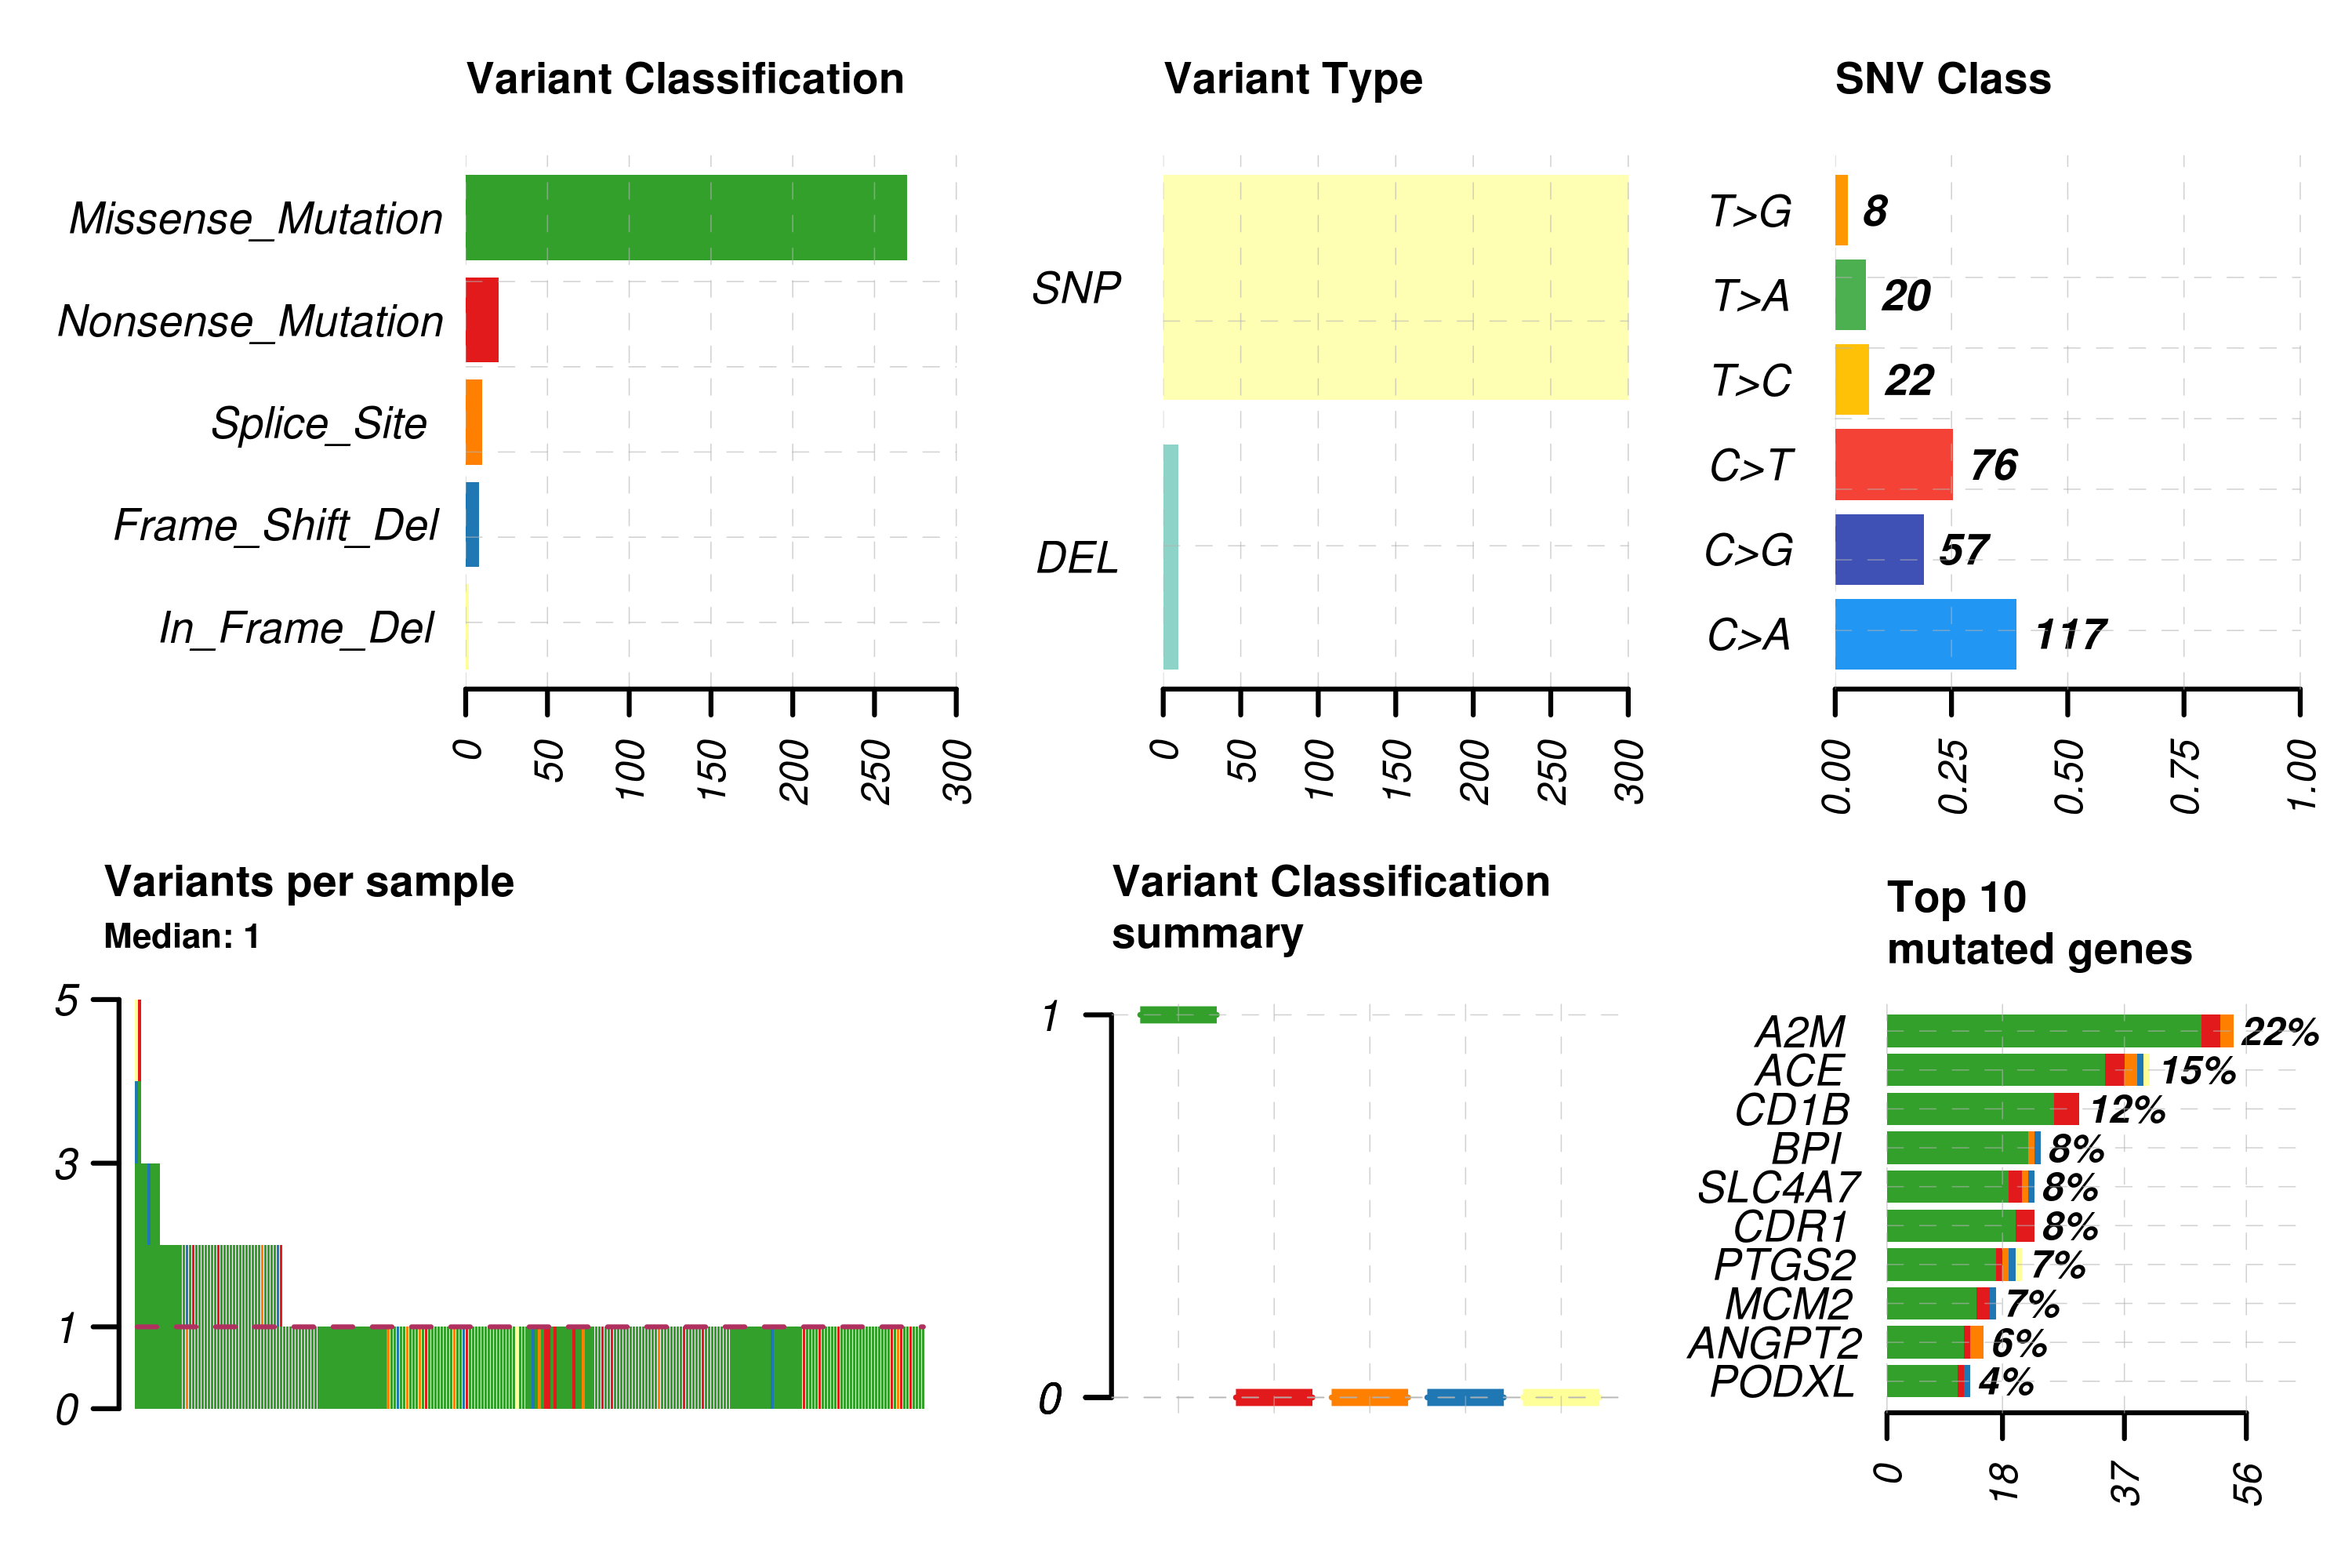 Variant Classification
Missense_Mutation
Nonsense_Mutation
Splice_Site
Frame_Shift_Del
In_Frame_Del
0 50 100 150 200 250 300
Variant Type
SNP
DEL
0 50 100 150 200 250 300
SNV Class
T>G 8
T>A 20
T>C 22
C>T 76
C>G 57
C>A 117
0.00 0.25 0.50 0.75 1.00
Variants per sample
Median: 1
5
3
1
0
Variant Classification
summary
1
0
Top 10
mutated genes
A2M 22%
ACE 15%
CD1B 12%
BPI 8%
SLC4A7 8%
CDR1 8%
PTGS2 7%
MCM2 7%
ANGPT2 6%
PODXL 4%
0 18 37 56